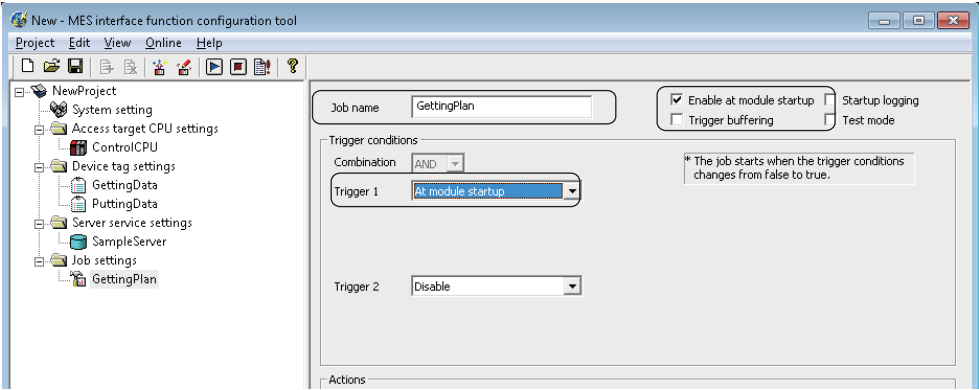 New - MES interface function configuration tool
Project Edit View Online Help
NewProject
System setting
Access target CPU settings
ControlCPU
Device tag settings
GettingData
PuttingData
Server service settings
SampleServer
Job settings
GettingPlan
Job name GettingPlan
Enable at module startup Startup logging
Trigger buffering Test mode
Trigger conditions
Combination AND
* The job starts when the trigger conditions
changes from false to true.
Trigger 1 At module startup
Trigger 2 Disable
Actions